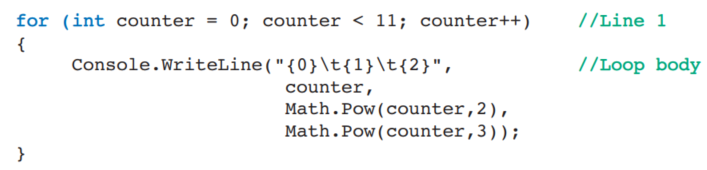 for (int counter = 0; counter < 11; counter++)    //Line 1
{
     Console.WriteLine("{0}\t{1}\t{2}",           //Loop body
                       counter,
                       Math.Pow(counter,2),
                       Math.Pow(counter,3));
}